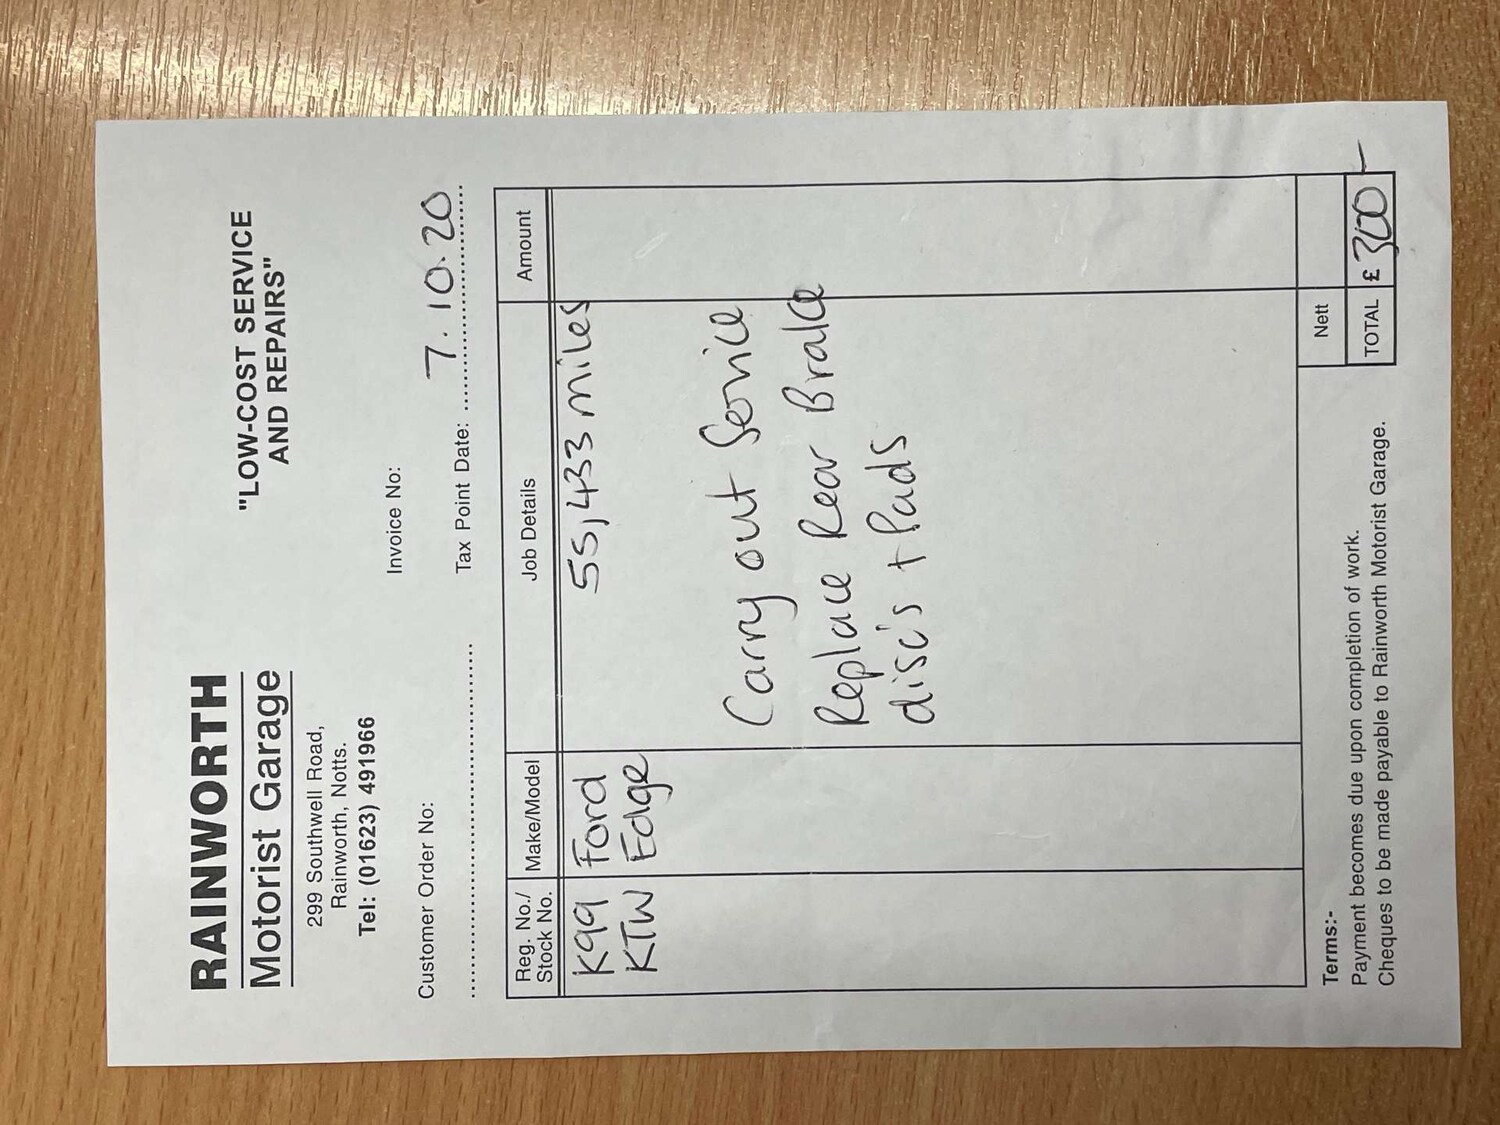 RAINWORTH
Motorist Garage
299 Southwell Road,
Rainworth, Notts.
Tel: (01623) 491966
"LOW-COST SERVICE
AND REPAIRS"
Customer Order No:
Invoice No:
Tax Point Date: 7.10.20
Reg. No./ Stock No. Make/Model Job Details Amount
K99 Ford 55,433 miles
KTW Edge
Carry out Service
Replace Rear Brake
disc's + Pads
Nett
TOTAL £ 300 -
Terms:-
Payment becomes due upon completion of work.
Cheques to be made payable to Rainworth Motorist Garage.